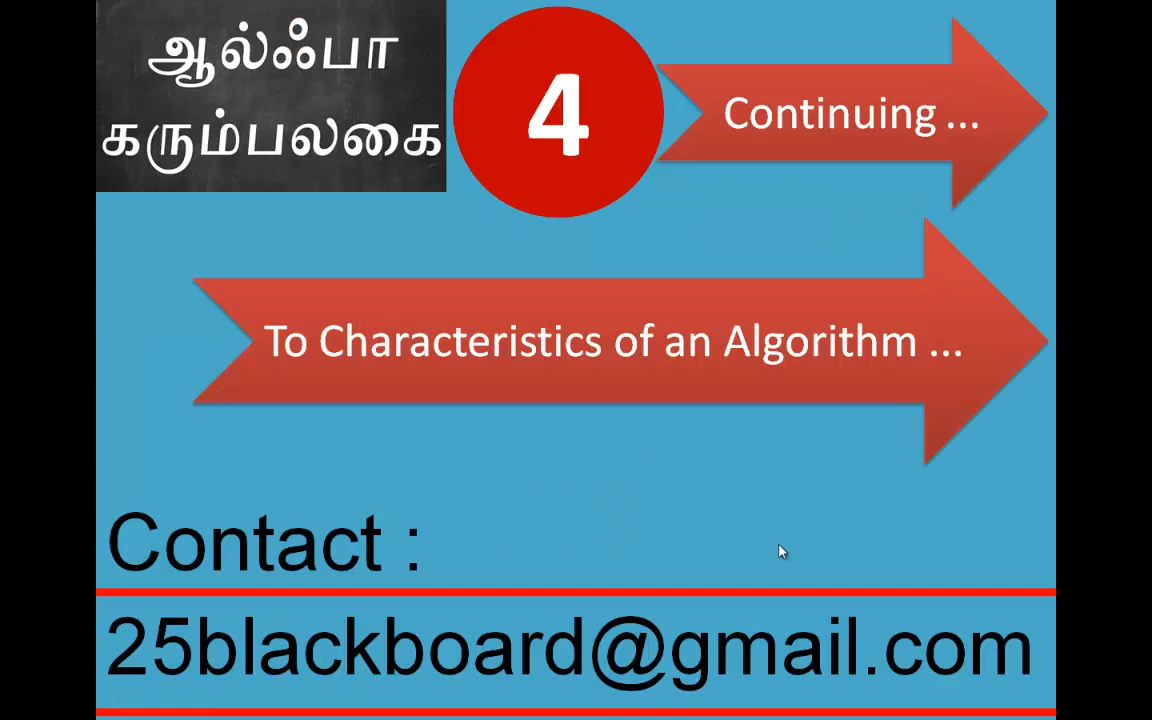 ஆல்ஃபா
கரும்பலகை
4
Continuing ...
To Characteristics of an Algorithm ...
Contact :
25blackboard@gmail.com